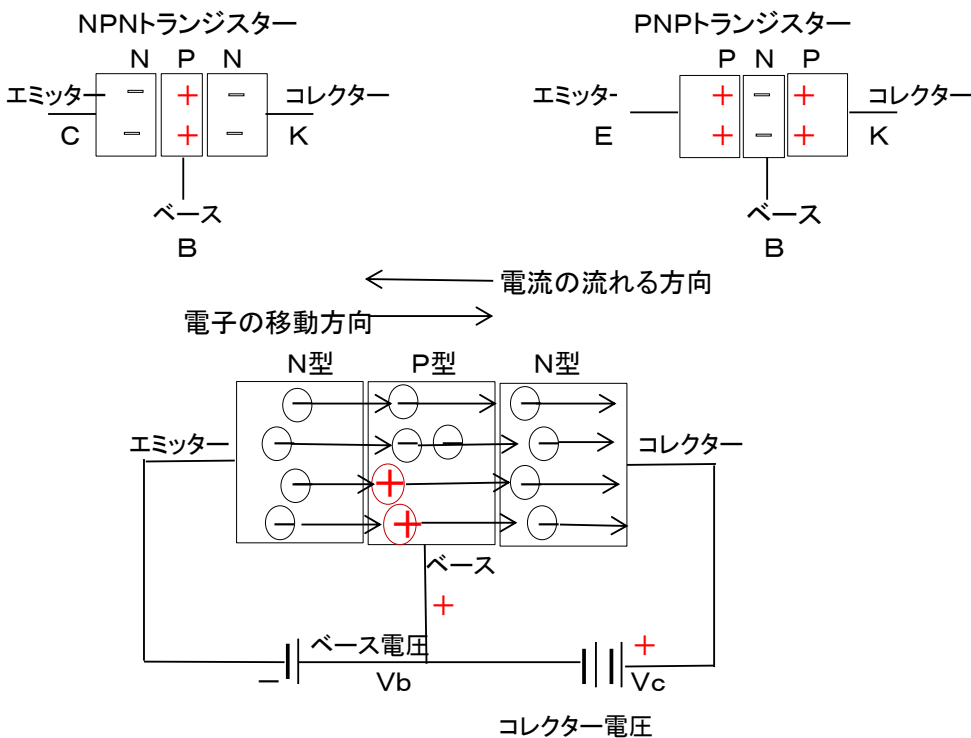 NPNトランジスター
N P N
エミッター − + − コレクター
C − + − K
ベース
B
PNPトランジスター
P N P
エミッター + − + コレクター
E + − + K
ベース
B
電流の流れる方向
電子の移動方向
N型 P型 N型
エミッター コレクター
ベース
+
ベース電圧
−
Vb
+
Vc
コレクター電圧